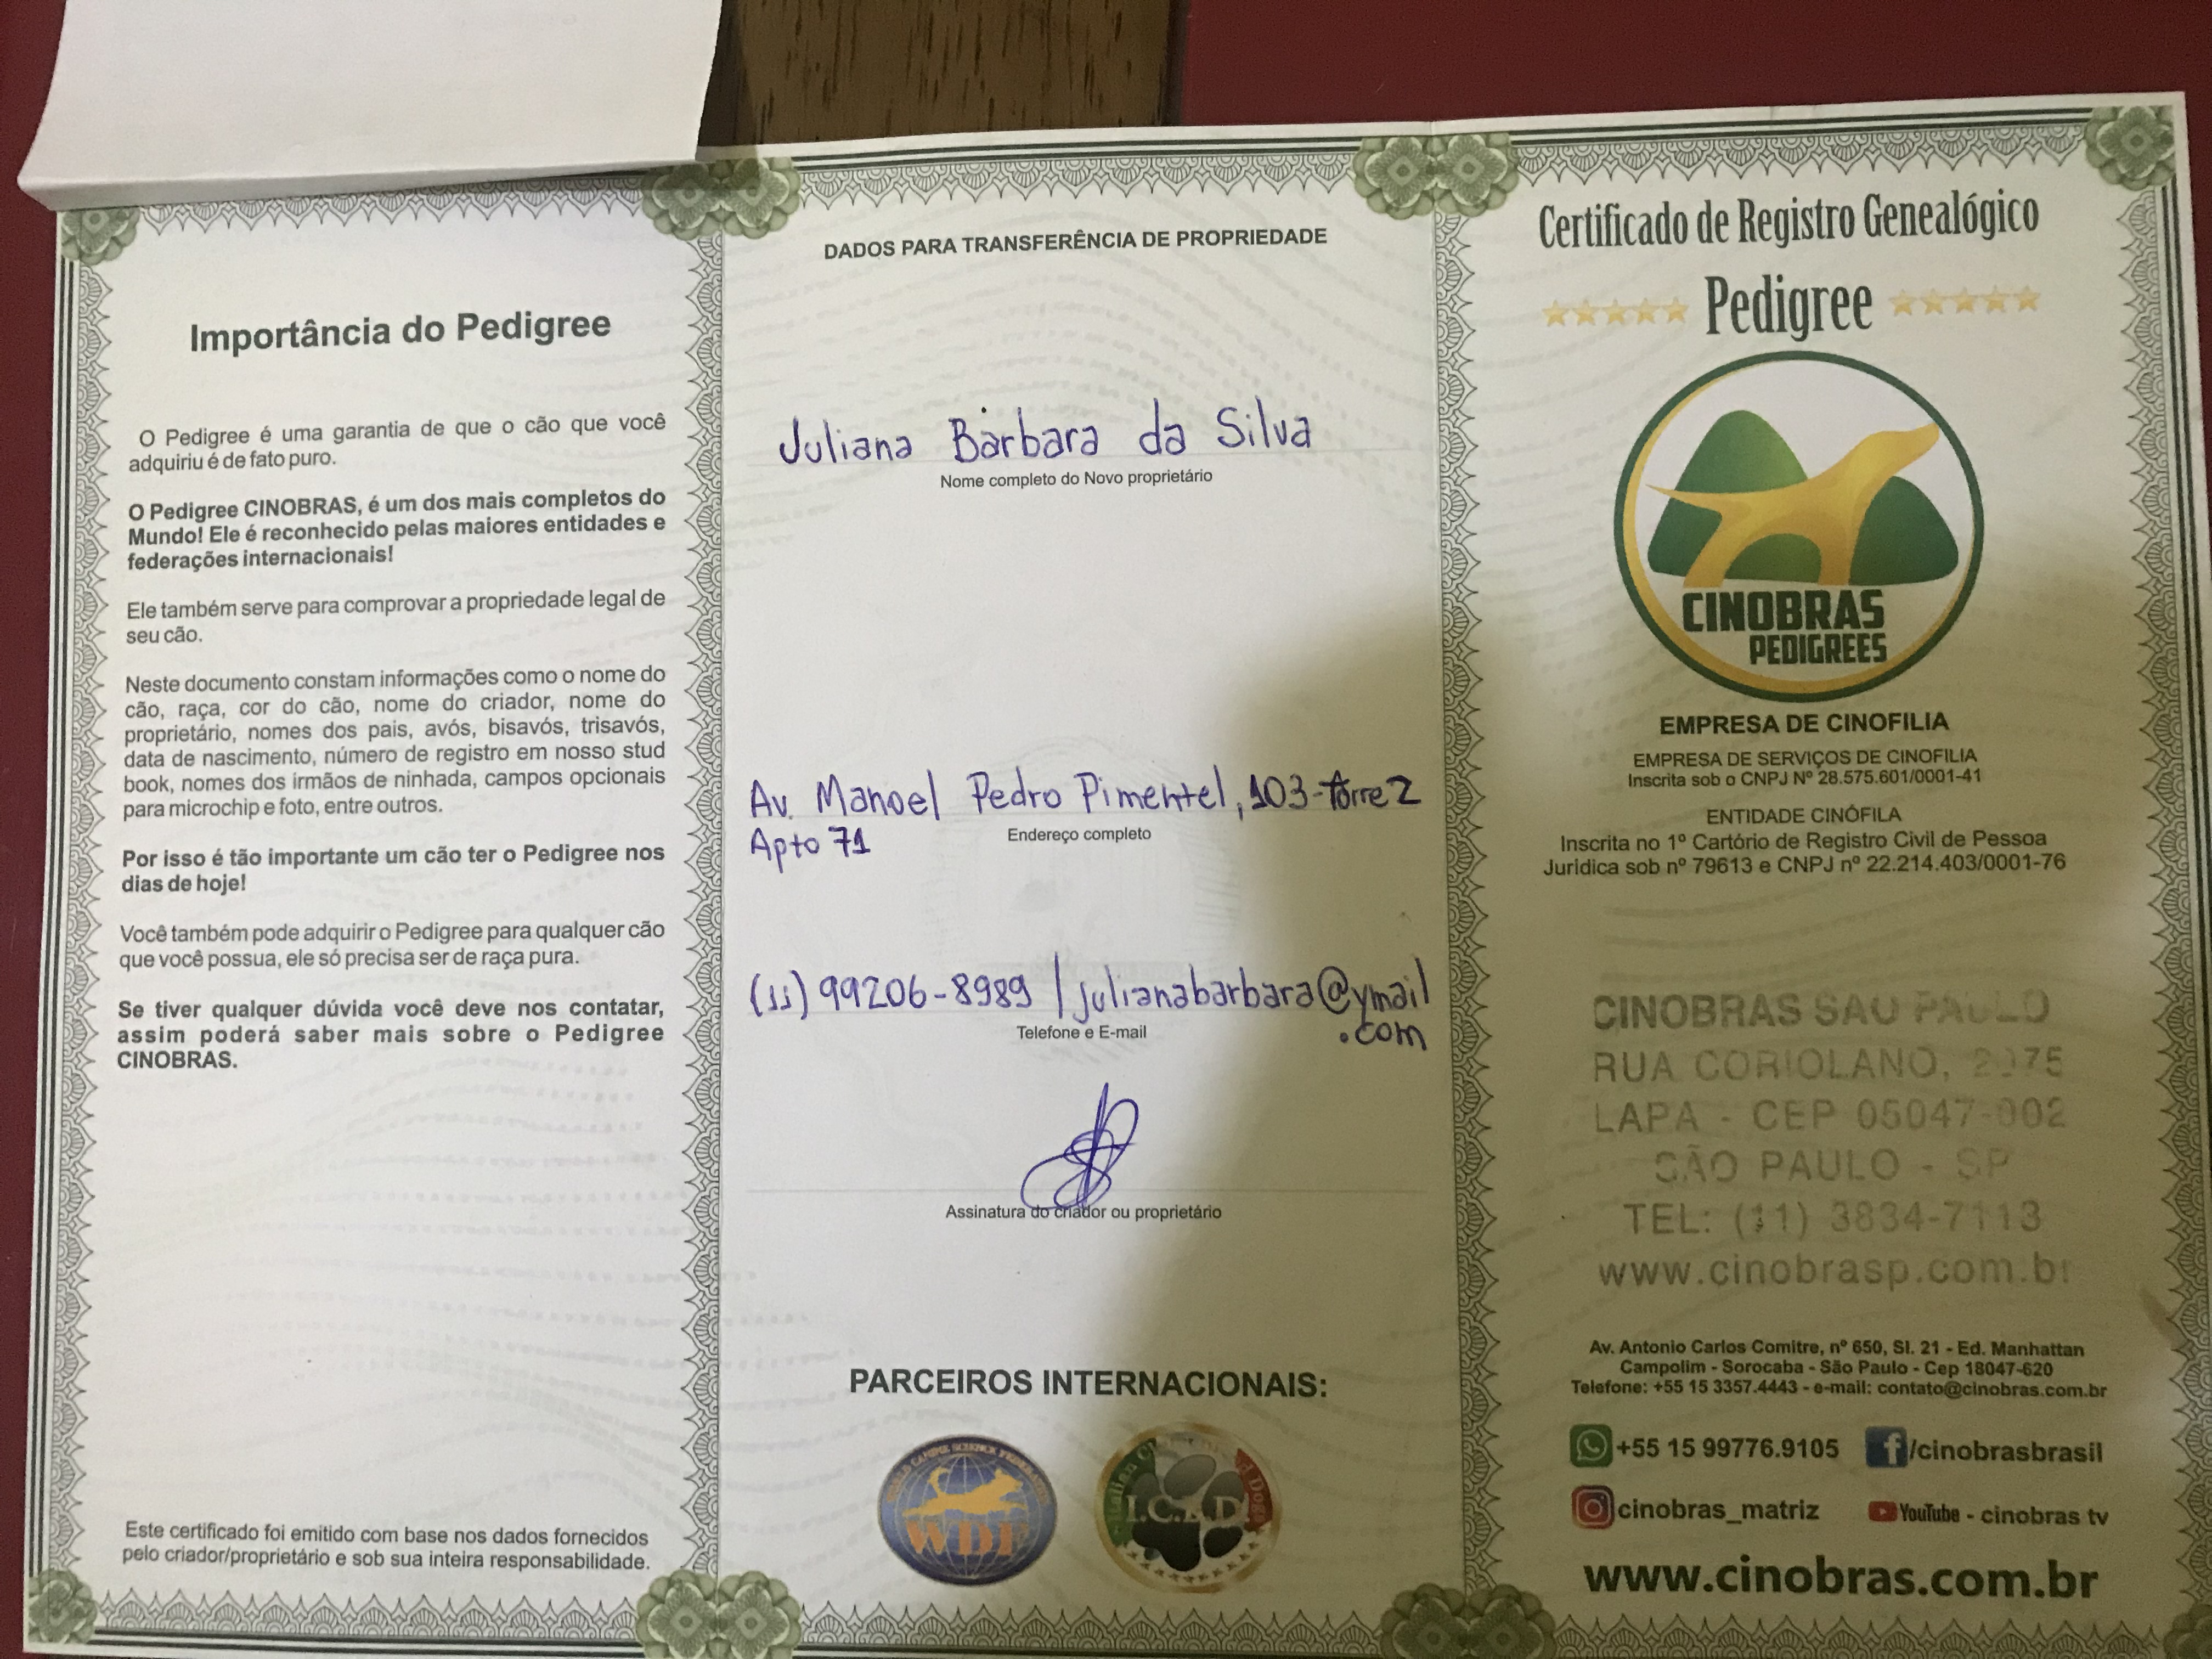 Importância do Pedigree
O Pedigree é uma garantia de que o cão que você
adquiriu é de fato puro.
O Pedigree CINOBRAS, é um dos mais completos do
Mundo! Ele é reconhecido pelas maiores entidades e
federações internacionais!
Ele também serve para comprovar a propriedade legal de
seu cão.
Neste documento constam informações como o nome do
cão, raça, cor do cão, nome do criador, nome do
proprietário, nomes dos pais, avós, bisavós, trisavós,
data de nascimento, número de registro em nosso stud
book, nomes dos irmãos de ninhada, campos opcionais
para microchip e foto, entre outros.
Por isso é tão importante um cão ter o Pedigree nos
dias de hoje!
Você também pode adquirir o Pedigree para qualquer cão
que você possua, ele só precisa ser de raça pura.
Se tiver qualquer dúvida você deve nos contatar,
assim poderá saber mais sobre o Pedigree
CINOBRAS.
Este certificado foi emitido com base nos dados fornecidos
pelo criador/proprietário e sob sua inteira responsabilidade.
DADOS PARA TRANSFERÊNCIA DE PROPRIEDADE
Juliana Bárbara da Silva
Nome completo do Novo proprietário
Av. Manoel Pedro Pimentel, 103-torre 2
Apto 71
Endereço completo
(11) 99206-8989 | julianabarbara@ymail
.com
Telefone e E-mail
Assinatura do criador ou proprietário
PARCEIROS INTERNACIONAIS:
WORLD CANINE SCIENCE FEDERATION
WDF
Italian
Dogs
I.C.A.D.
Certificado de Registro Genealógico
Pedigree
CINOBRAS
PEDIGREES
EMPRESA DE CINOFILIA
EMPRESA DE SERVIÇOS DE CINOFILIA
Inscrita sob o CNPJ Nº 28.575.601/0001-41
ENTIDADE CINÓFILA
Inscrita no 1º Cartório de Registro Civil de Pessoa
Juridica sob nº 79613 e CNPJ nº 22.214.403/0001-76
CINOBRAS SAO PAULO
RUA CORIOLANO, 2075
LAPA - CEP 05047-002
SÃO PAULO - SP
TEL: (11) 3834-7113
www.cinobrasp.com.br
Av. Antonio Carlos Comitre, nº 650, Sl. 21 - Ed. Manhattan
Campolim - Sorocaba - São Paulo - Cep 18047-620
Telefone: +55 15 3357.4443 - e-mail: contato@cinobras.com.br
+55 15 99776.9105 f/cinobrasbrasil
cinobras_matriz YouTube - cinobras tv
www.cinobras.com.br